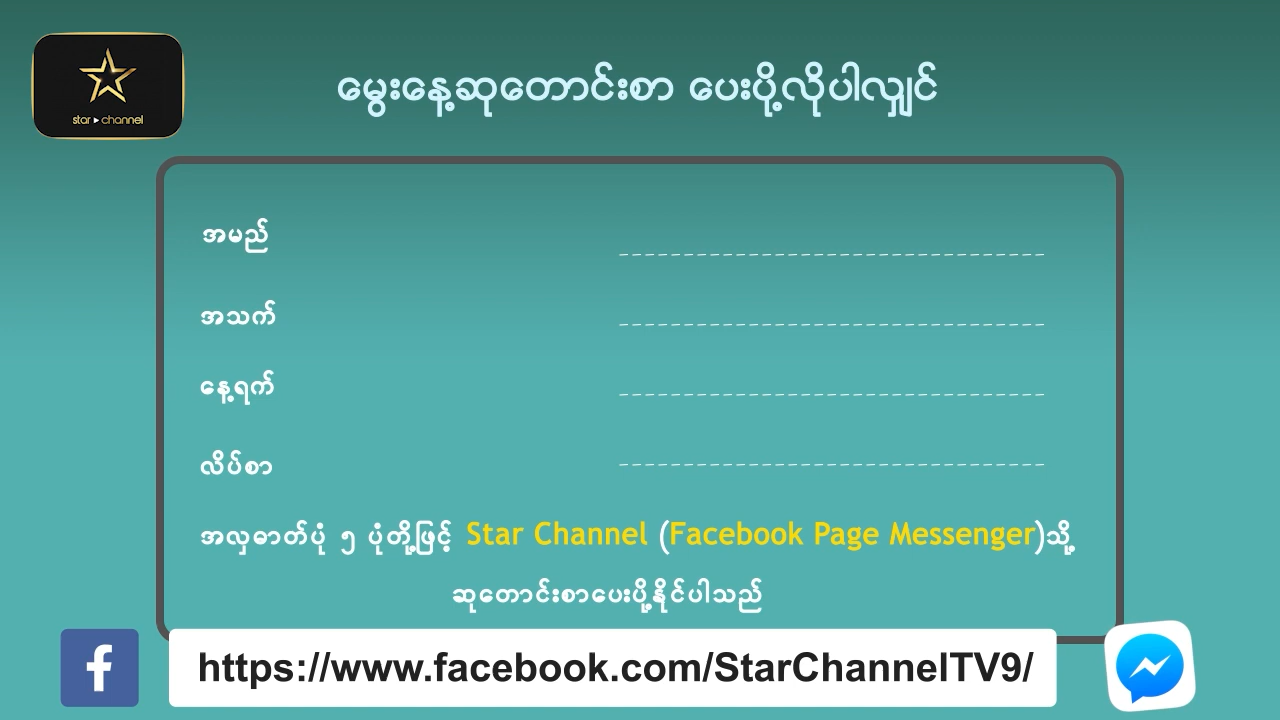 star ▸ channel
မွေးနေ့ဆုတောင်းစာ ပေးပို့လိုပါလျှင်
အမည် _ _ _ _ _ _ _ _ _ _ _ _ _ _ _ _ _ _ _ _ _ _ _ _ _ _ _ _ _ _ _ _ _
အသက် _ _ _ _ _ _ _ _ _ _ _ _ _ _ _ _ _ _ _ _ _ _ _ _ _ _ _ _ _ _ _ _ _
နေ့ရက် _ _ _ _ _ _ _ _ _ _ _ _ _ _ _ _ _ _ _ _ _ _ _ _ _ _ _ _ _ _ _ _ _
လိပ်စာ _ _ _ _ _ _ _ _ _ _ _ _ _ _ _ _ _ _ _ _ _ _ _ _ _ _ _ _ _ _ _ _ _
အလှဓာတ်ပုံ ၅ ပုံတို့ဖြင့် Star Channel (Facebook Page Messenger)သို့
ဆုတောင်းစာပေးပို့နိုင်ပါသည်
https://www.facebook.com/StarChannelTV9/